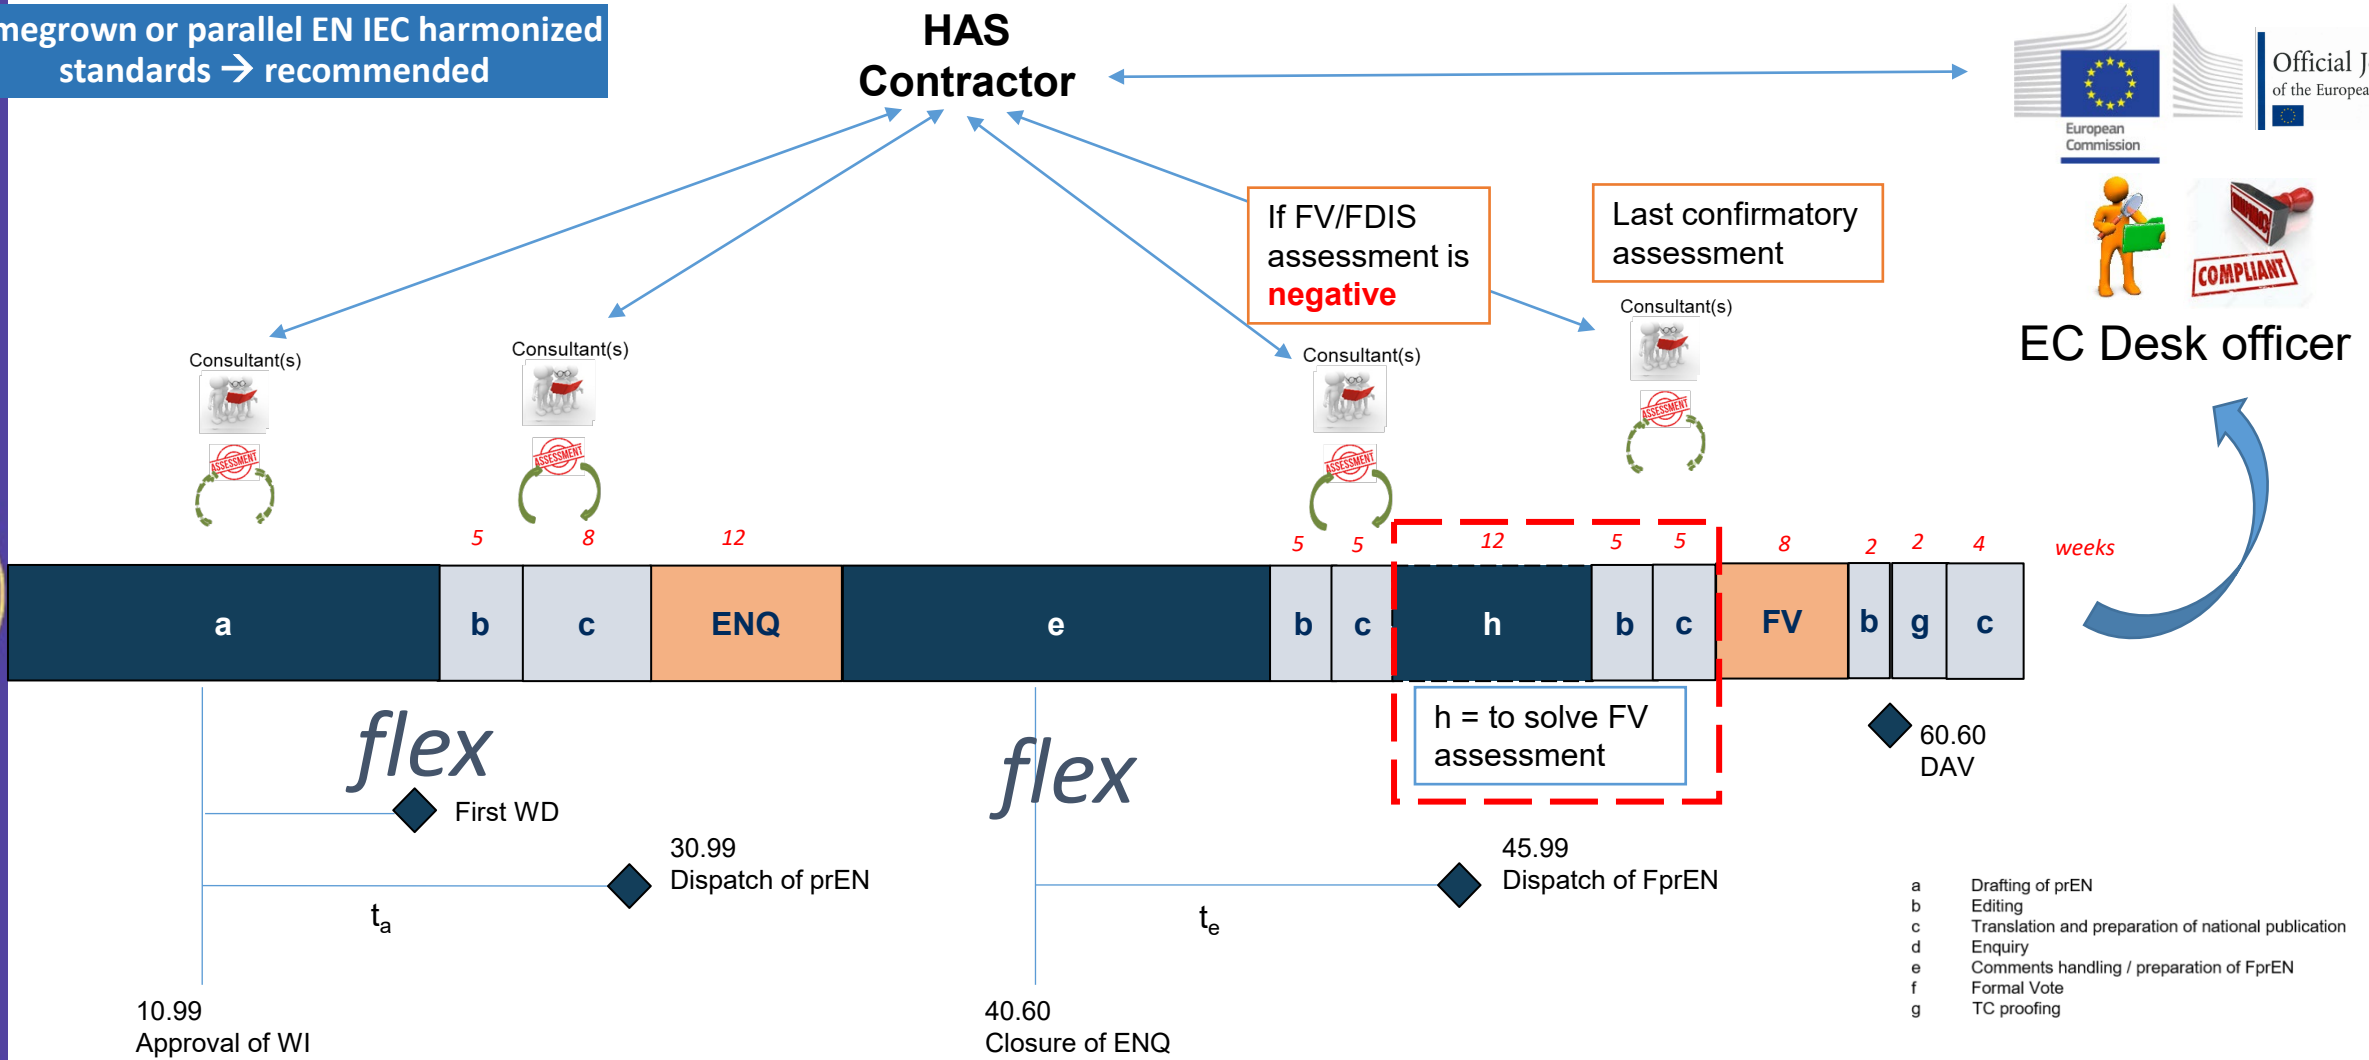 megrown or parallel EN IEC harmonized
standards → recommended
HAS
Contractor
Official J
of the Europea
European
Commission
If FV/FDIS
assessment is
negative
Last confirmatory
assessment
COMPLIANT
EC Desk officer
Consultant(s)
ASSESSMENT
Consultant(s)
ASSESSMENT
Consultant(s)
ASSESSMENT
Consultant(s)
ASSESSMENT
5 8 12 5 5 12 5 5 8 2 2 4 weeks
a b c ENQ e b c h b c FV b g c
h = to solve FV
assessment
flex
flex
60.60
DAV
First WD
30.99
Dispatch of prEN
45.99
Dispatch of FprEN
ta
te
10.99
Approval of WI
40.60
Closure of ENQ
a Drafting of prEN
b Editing
c Translation and preparation of national publication
d Enquiry
e Comments handling / preparation of FprEN
f Formal Vote
g TC proofing